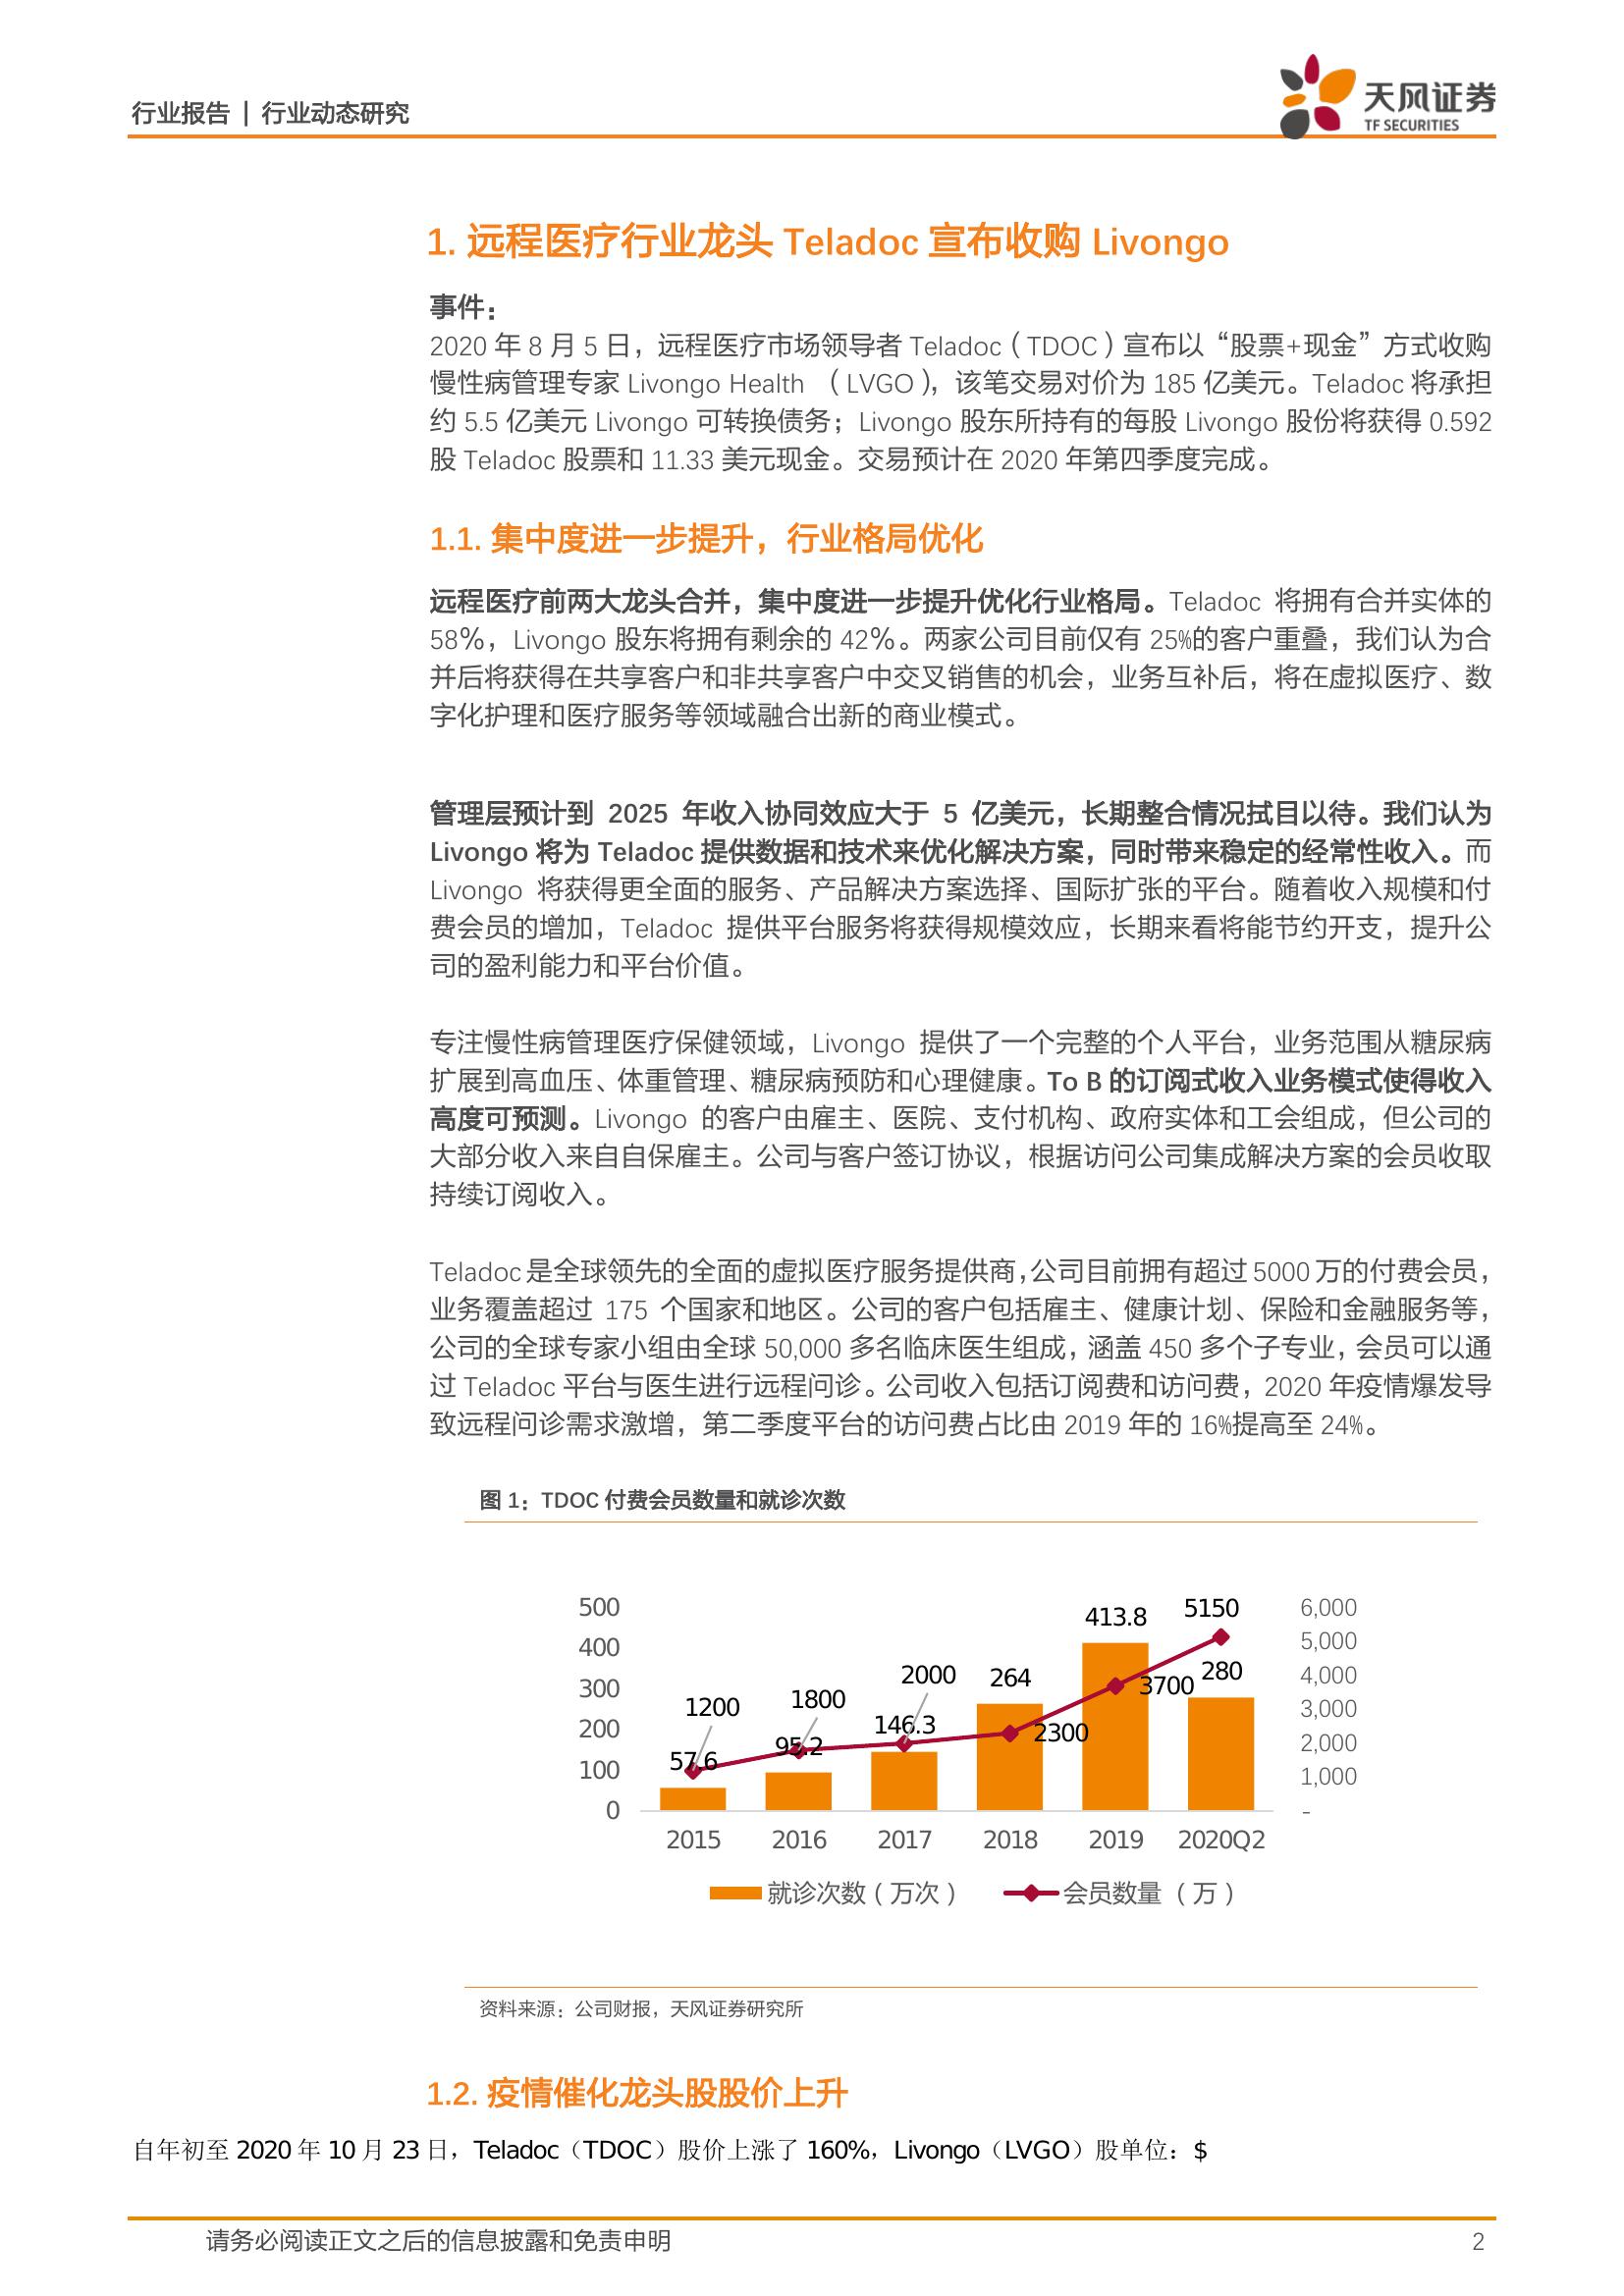 行业报告 | 行业动态研究
天风证券
TF SECURITIES
1. 远程医疗行业龙头 Teladoc 宣布收购 Livongo
事件：
2020 年 8 月 5 日，远程医疗市场领导者 Teladoc（TDOC）宣布以“股票+现金”方式收购
慢性病管理专家 Livongo Health （LVGO），该笔交易对价为 185 亿美元。Teladoc 将承担
约 5.5 亿美元 Livongo 可转换债务；Livongo 股东所持有的每股 Livongo 股份将获得 0.592
股 Teladoc 股票和 11.33 美元现金。交易预计在 2020 年第四季度完成。
1.1. 集中度进一步提升，行业格局优化
远程医疗前两大龙头合并，集中度进一步提升优化行业格局。Teladoc 将拥有合并实体的
58%，Livongo 股东将拥有剩余的 42%。两家公司目前仅有 25%的客户重叠，我们认为合
并后将获得在共享客户和非共享客户中交叉销售的机会，业务互补后，将在虚拟医疗、数
字化护理和医疗服务等领域融合出新的商业模式。
管理层预计到 2025 年收入协同效应大于 5 亿美元，长期整合情况拭目以待。我们认为
Livongo 将为 Teladoc 提供数据和技术来优化解决方案，同时带来稳定的经常性收入。而
Livongo 将获得更全面的服务、产品解决方案选择、国际扩张的平台。随着收入规模和付
费会员的增加，Teladoc 提供平台服务将获得规模效应，长期来看将能节约开支，提升公
司的盈利能力和平台价值。
专注慢性病管理医疗保健领域，Livongo 提供了一个完整的个人平台，业务范围从糖尿病
扩展到高血压、体重管理、糖尿病预防和心理健康。To B 的订阅式收入业务模式使得收入
高度可预测。Livongo 的客户由雇主、医院、支付机构、政府实体和工会组成，但公司的
大部分收入来自自保雇主。公司与客户签订协议，根据访问公司集成解决方案的会员收取
持续订阅收入。
Teladoc 是全球领先的全面的虚拟医疗服务提供商，公司目前拥有超过 5000 万的付费会员，
业务覆盖超过 175 个国家和地区。公司的客户包括雇主、健康计划、保险和金融服务等，
公司的全球专家小组由全球 50,000 多名临床医生组成，涵盖 450 多个子专业，会员可以通
过 Teladoc 平台与医生进行远程问诊。公司收入包括订阅费和访问费，2020 年疫情爆发导
致远程问诊需求激增，第二季度平台的访问费占比由 2019 年的 16%提高至 24%。
图 1：TDOC 付费会员数量和就诊次数
500
400
300
200
100
0
57.6
95.2
146.3
264
413.8
280
1200
1800
2000
2300
3700
5150
6,000
5,000
4,000
3,000
2,000
1,000
-
2015 2016 2017 2018 2019 2020Q2
就诊次数（万次） 会员数量（万）
资料来源：公司财报，天风证券研究所
1.2. 疫情催化龙头股股价上升
自年初至 2020 年 10 月 23 日，Teladoc（TDOC）股价上涨了 160%，Livongo（LVGO）股单位：$
请务必阅读正文之后的信息披露和免责申明 2